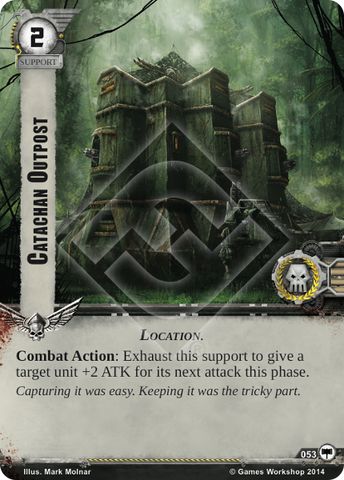 2
SUPPORT
CATACHAN OUTPOST
LOCATION.
Combat Action: Exhaust this support to give a
target unit +2 ATK for its next attack this phase.
Capturing it was easy. Keeping it was the tricky part.
053
Illus. Mark Molnar
© Games Workshop 2014